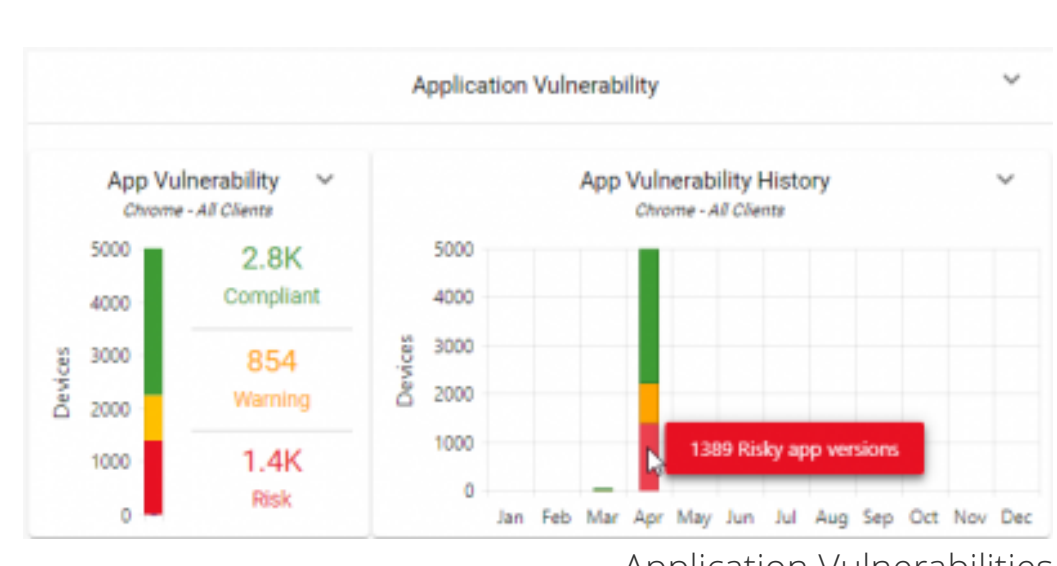 Application Vulnerability
App Vulnerability
Chrome - All Clients
5000
4000
3000
2000
1000
0
Devices
2.8K
Compliant
854
Warning
1.4K
Risk
App Vulnerability History
Chrome - All Clients
5000
4000
3000
2000
1000
0
Devices
1389 Risky app versions
Jan Feb Mar Apr May Jun Jul Aug Sep Oct Nov Dec
Application Vulnerabilities